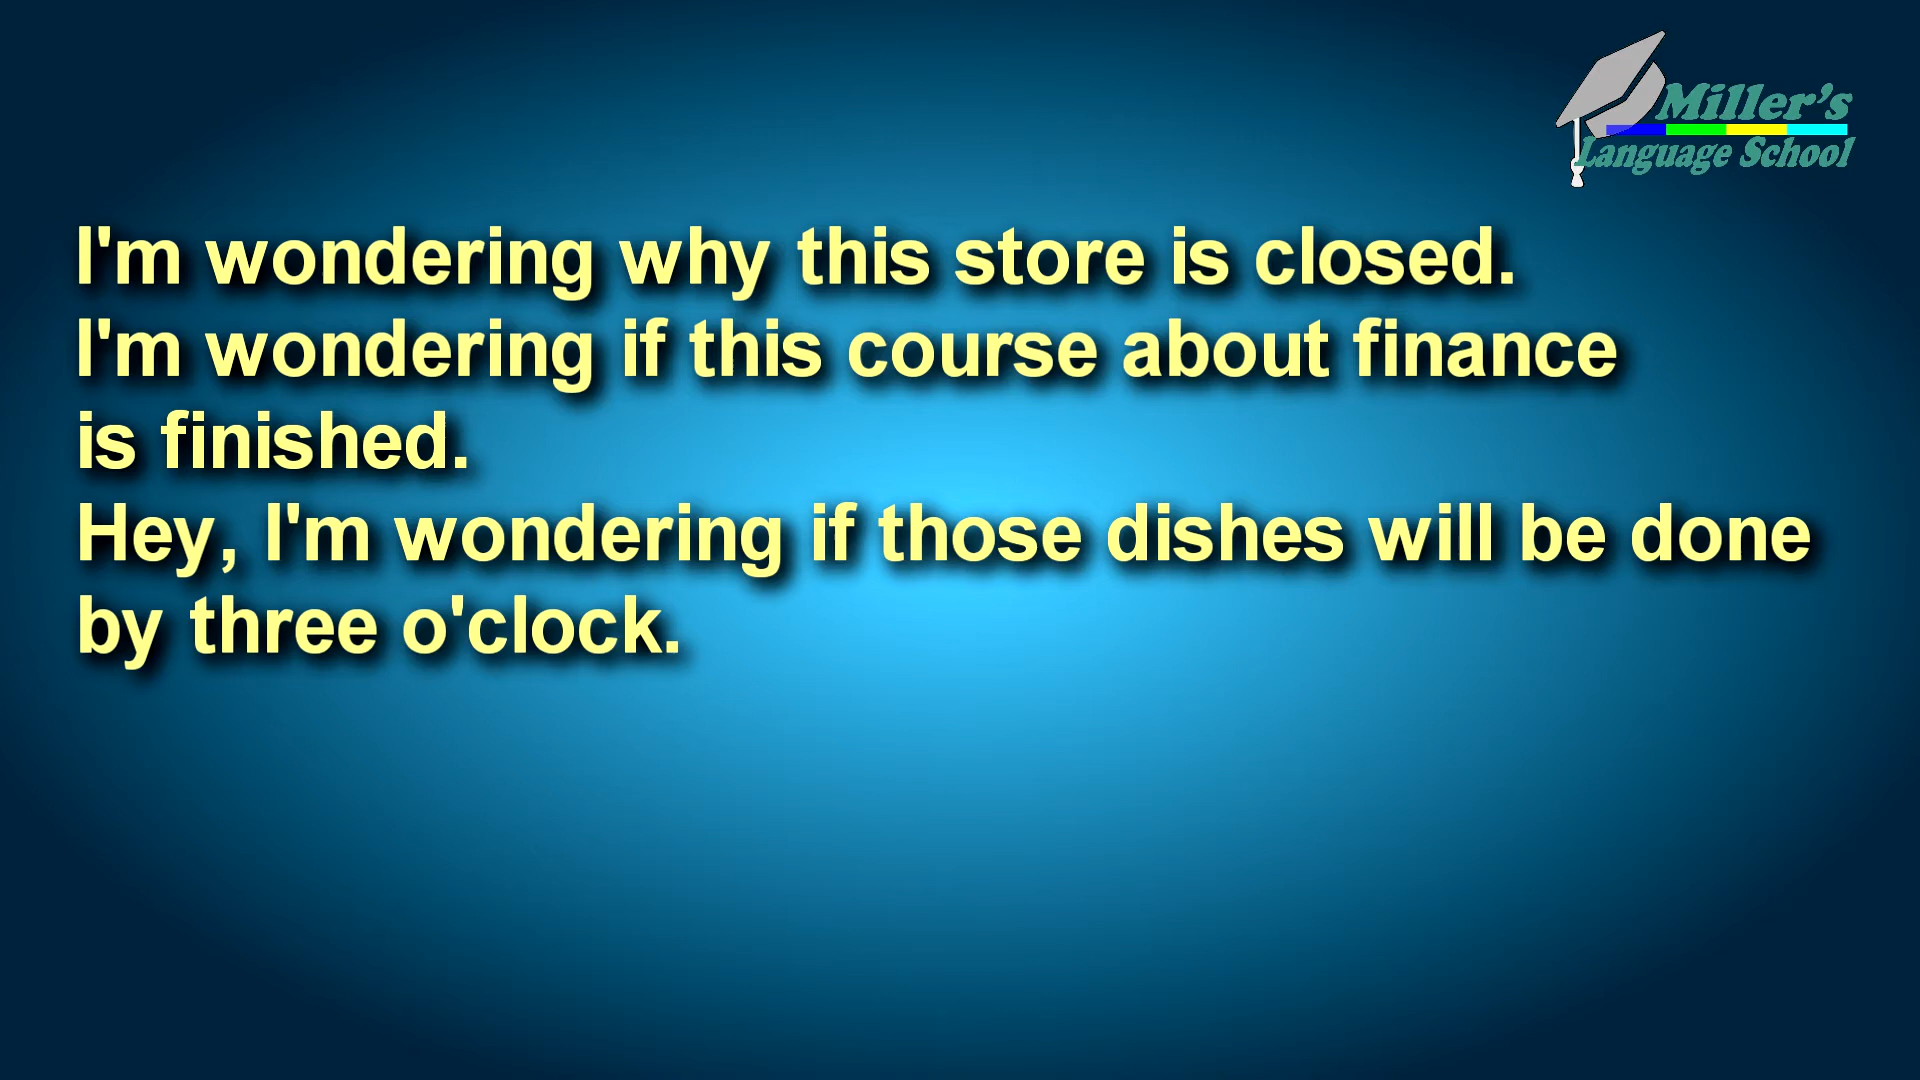 Miller's
Language School
I'm wondering why this store is closed.
I'm wondering if this course about finance
is finished.
Hey, I'm wondering if those dishes will be done
by three o'clock.